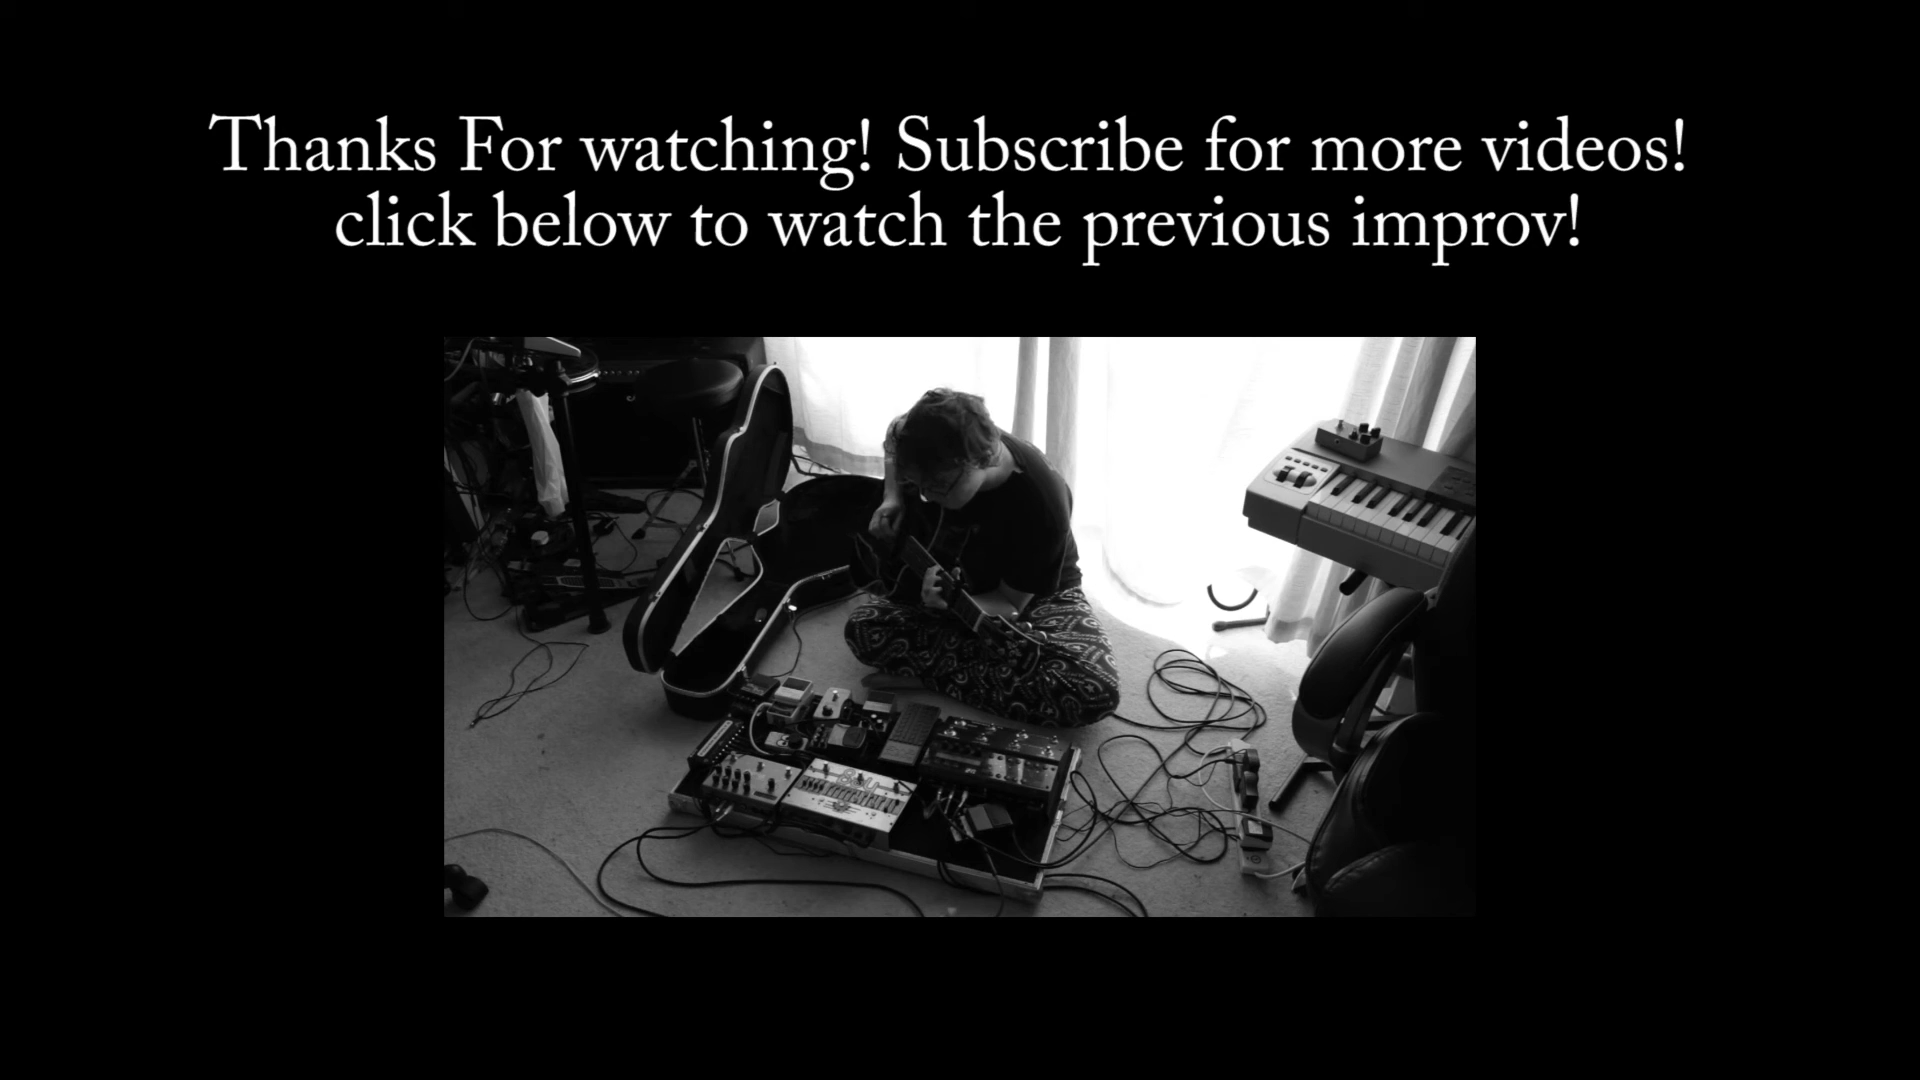 Thanks For watching! Subscribe for more videos!
click below to watch the previous improv!